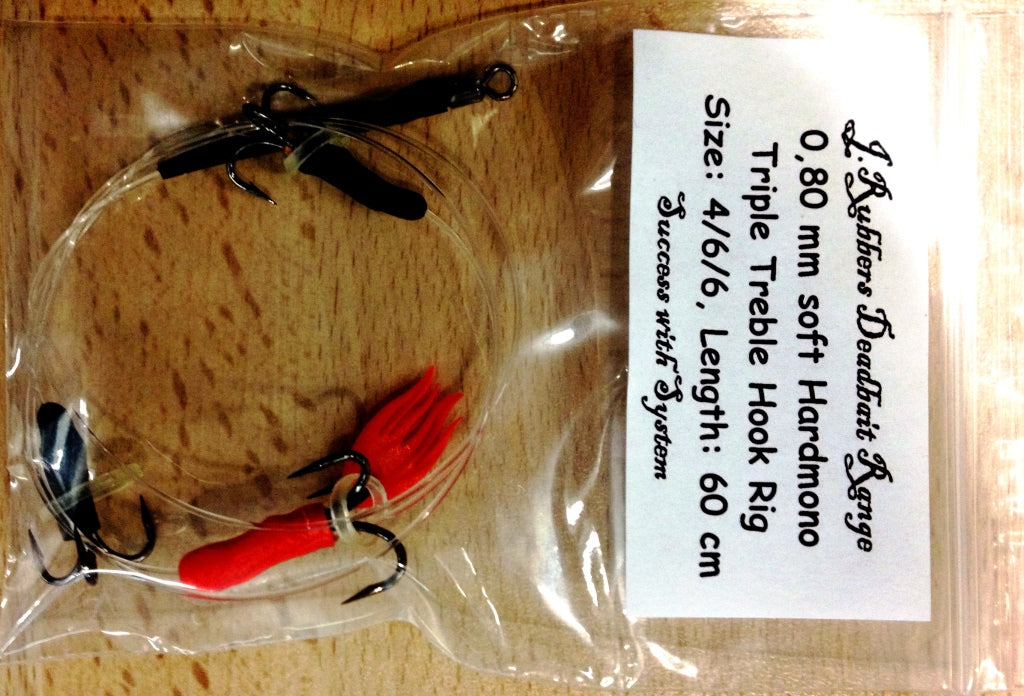 J. Rubbers Deadbait Range
0,80 mm soft Hardmono
Triple Treble Hook Rig
Size: 4/6/6, Length: 60 cm
Success with System